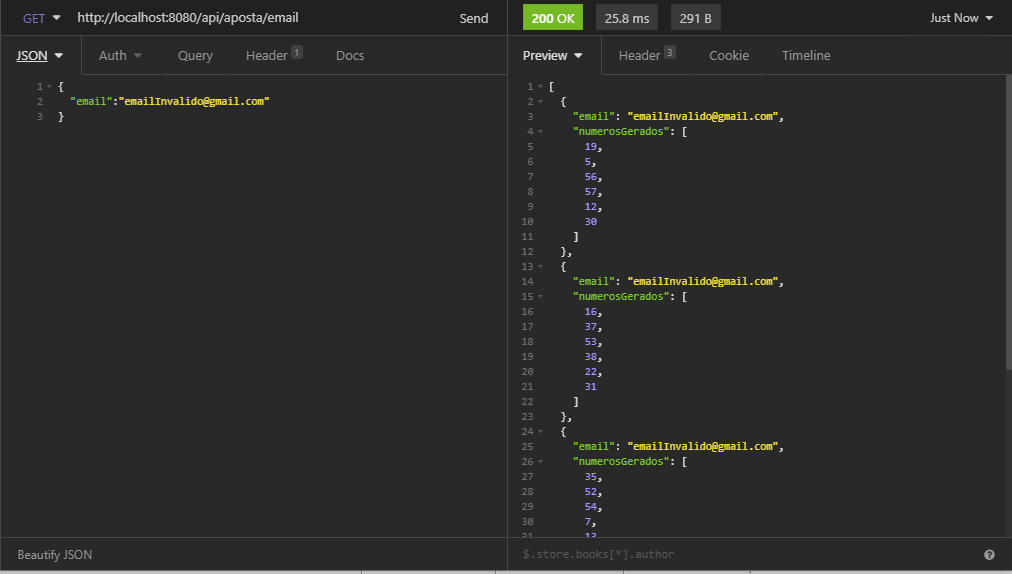 GET http://localhost:8080/api/aposta/email Send
JSON Auth Query Header 1 Docs
1 {
2 "email":"emailInvalido@gmail.com"
3 }
Beautify JSON
200 OK 25.8 ms 291 B Just Now
Preview Header 3 Cookie Timeline
1 [
2 {
3 "email": "emailInvalido@gmail.com",
4 "numerosGerados": [
5 19,
6 5,
7 56,
8 57,
9 12,
10 30
11 ]
12 },
13 {
14 "email": "emailInvalido@gmail.com",
15 "numerosGerados": [
16 16,
17 37,
18 53,
19 38,
20 22,
21 31
22 ]
23 },
24 {
25 "email": "emailInvalido@gmail.com",
26 "numerosGerados": [
27 35,
28 52,
29 54,
30 7,
31 13
$.store.books[*].author